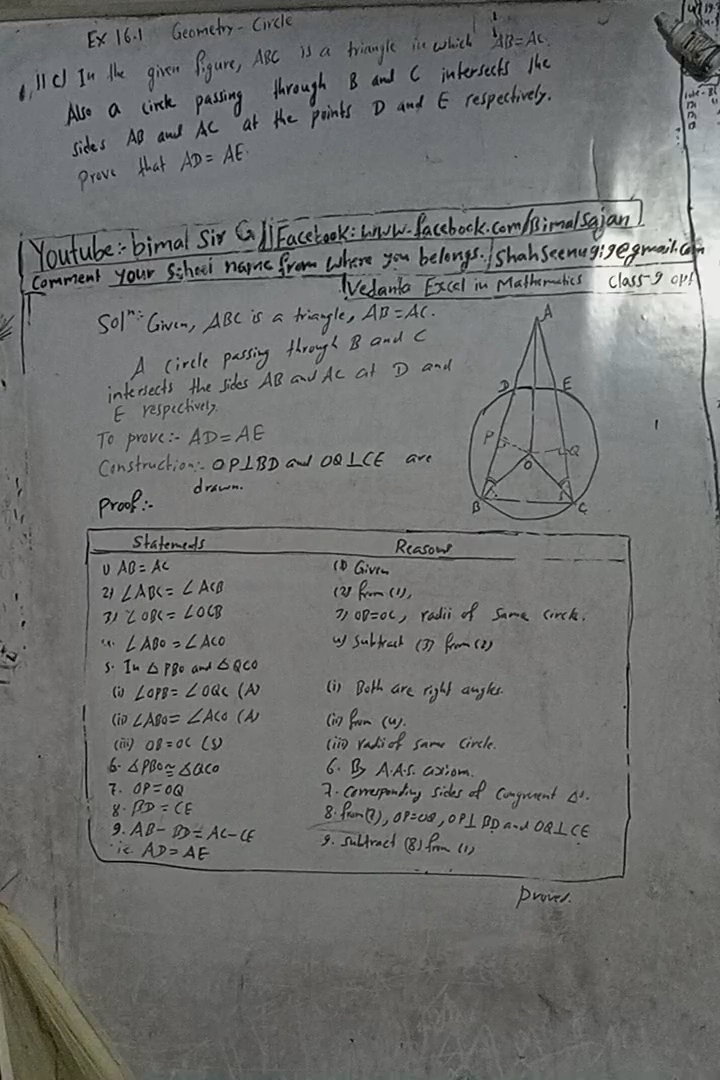 Ex 16.1 Geometry - Circle
11 c) In the given figure, ABC is a triangle in which AB=AC.
Also a circle passing through B and C intersects the
sides AB and AC at the points D and E respectively.
Prove that AD=AE.
Youtube:- bimal Sir G || Facebook: www.facebook.com/Bimalsajan
Comment your School name from where you belongs. / shahseenugige@gmail.com
Vedanta Excel in Mathematics Class-9 opt
Solⁿ:- Given, ABC is a triangle, AB=AC.
A circle passing through B and C
intersects the sides AB and AC at D and
E respectively.
To prove:- AD=AE
Construction:- OP⊥BD and OQ⊥CE are
drawn.
Proof:-
A
D E
P Q
O
B C
Statements Reasons
1) AB=AC (1) Given
2) ∠ABC=∠ACB (2) from (1),
3) ∠OBC=∠OCB 3) OB=OC, radii of same circle.
4. ∠ABO=∠ACO 4) Subtract (3) from (2)
5. In △PBO and △QCO
(i) ∠OPB=∠OQC (A) (i) Both are right angles.
(ii) ∠ABO=∠ACO (A) (ii) from (4).
(iii) OB=OC (S) (iii) radii of same circle.
6. △PBO≅△QCO 6. By A.A.S. axiom.
7. OP=OQ 7. Corresponding sides of congruent △s.
8. BD=CE 8. from (7), OP=OQ, OP⊥BD and OQ⊥CE
9. AB-BD=AC-CE 9. Subtract (8) from (1)
ie. AD=AE
proved.